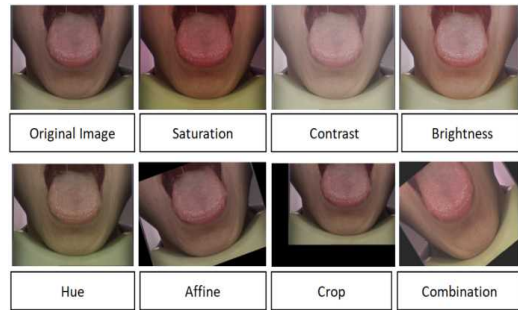 Original Image
Saturation
Contrast
Brightness
Hue
Affine
Crop
Combination